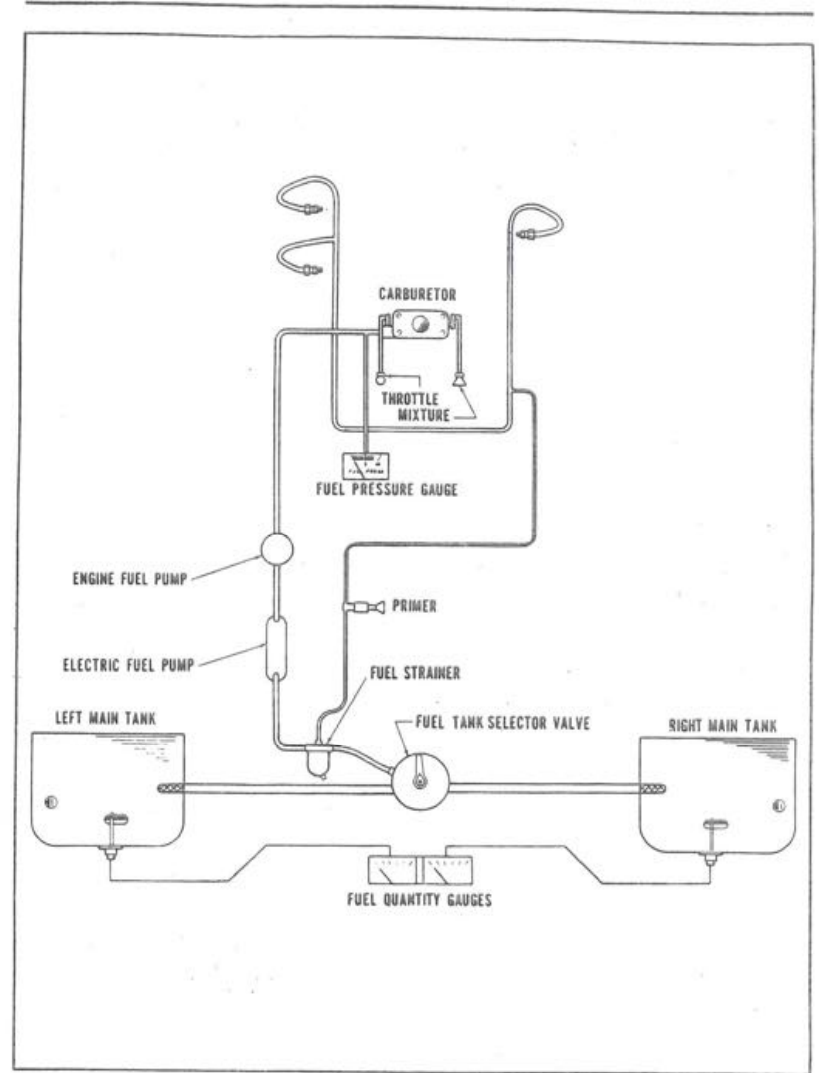 CARBURETOR
THROTTLE
MIXTURE
FUEL PRESSURE GAUGE
ENGINE FUEL PUMP
PRIMER
ELECTRIC FUEL PUMP
FUEL STRAINER
LEFT MAIN TANK
FUEL TANK SELECTOR VALVE
RIGHT MAIN TANK
FUEL QUANTITY GAUGES